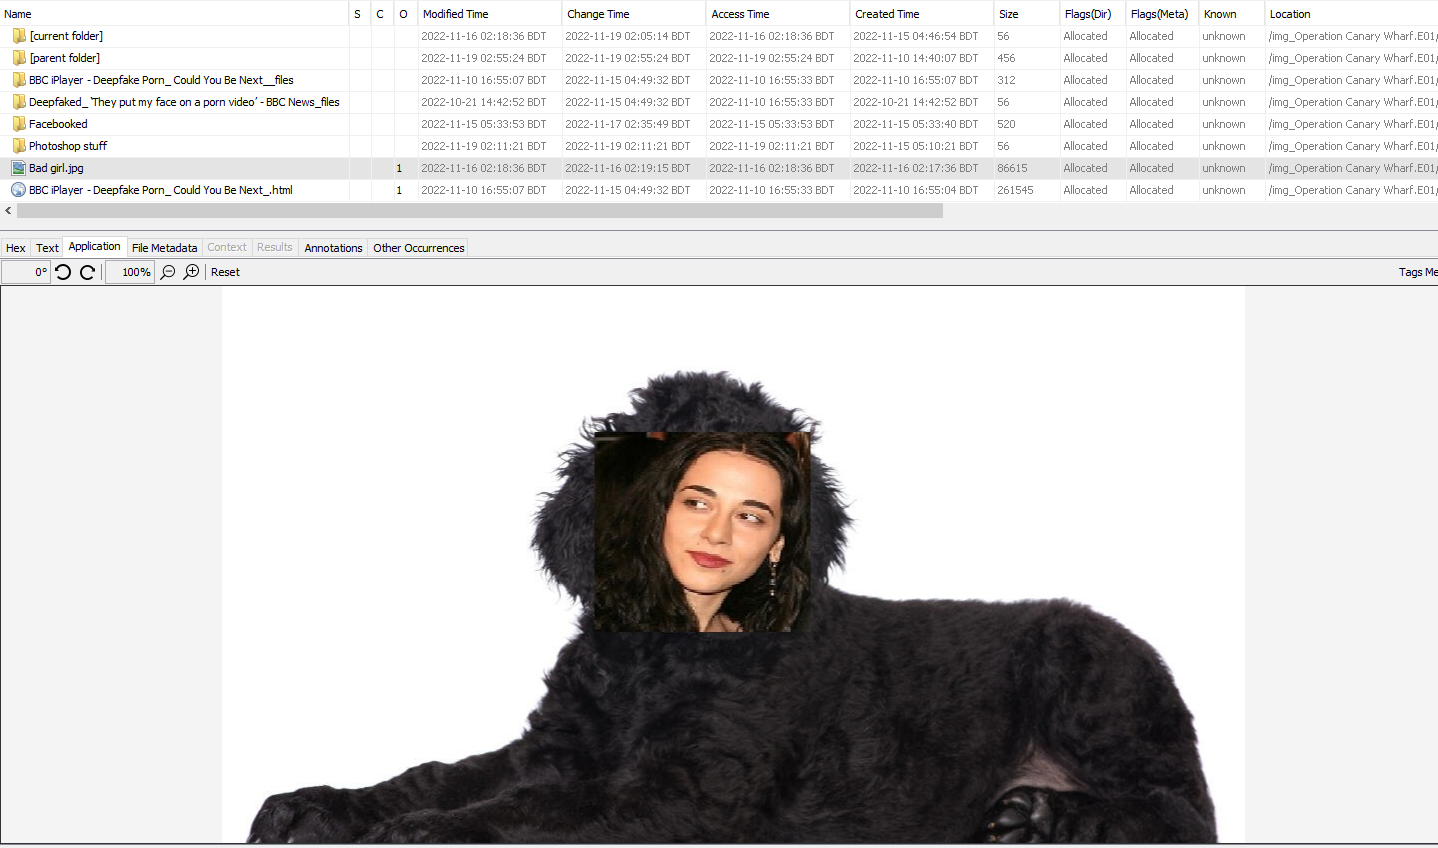 Name S C O Modified Time Change Time Access Time Created Time Size Flags(Dir) Flags(Meta) Known Location
[current folder] 2022-11-16 02:18:36 BDT 2022-11-19 02:05:14 BDT 2022-11-16 02:18:36 BDT 2022-11-15 04:46:54 BDT 56 Allocated Allocated unknown /img_Operation Canary Wharf.E01/
[parent folder] 2022-11-19 02:55:24 BDT 2022-11-19 02:55:24 BDT 2022-11-19 02:55:24 BDT 2022-11-10 14:40:07 BDT 456 Allocated Allocated unknown /img_Operation Canary Wharf.E01/
BBC iPlayer - Deepfake Porn_ Could You Be Next__files 2022-11-10 16:55:07 BDT 2022-11-15 04:49:32 BDT 2022-11-10 16:55:33 BDT 2022-11-10 16:55:07 BDT 312 Allocated Allocated unknown /img_Operation Canary Wharf.E01/
Deepfaked_ ‘They put my face on a porn video’ - BBC News_files 2022-10-21 14:42:52 BDT 2022-11-15 04:49:32 BDT 2022-11-10 16:55:33 BDT 2022-10-21 14:42:52 BDT 56 Allocated Allocated unknown /img_Operation Canary Wharf.E01/
Facebooked 2022-11-15 05:33:53 BDT 2022-11-17 02:35:49 BDT 2022-11-15 05:33:53 BDT 2022-11-15 05:33:40 BDT 520 Allocated Allocated unknown /img_Operation Canary Wharf.E01/
Photoshop stuff 2022-11-19 02:11:21 BDT 2022-11-19 02:11:21 BDT 2022-11-19 02:11:21 BDT 2022-11-15 05:10:21 BDT 56 Allocated Allocated unknown /img_Operation Canary Wharf.E01/
Bad girl.jpg 1 2022-11-16 02:18:36 BDT 2022-11-16 02:19:15 BDT 2022-11-16 02:18:36 BDT 2022-11-16 02:17:36 BDT 86615 Allocated Allocated unknown /img_Operation Canary Wharf.E01/
BBC iPlayer - Deepfake Porn_ Could You Be Next_.html 1 2022-11-10 16:55:07 BDT 2022-11-15 04:49:32 BDT 2022-11-10 16:55:33 BDT 2022-11-10 16:55:04 BDT 261545 Allocated Allocated unknown /img_Operation Canary Wharf.E01/
Hex Text Application File Metadata Context Results Annotations Other Occurrences
0° 100% Reset Tags Me